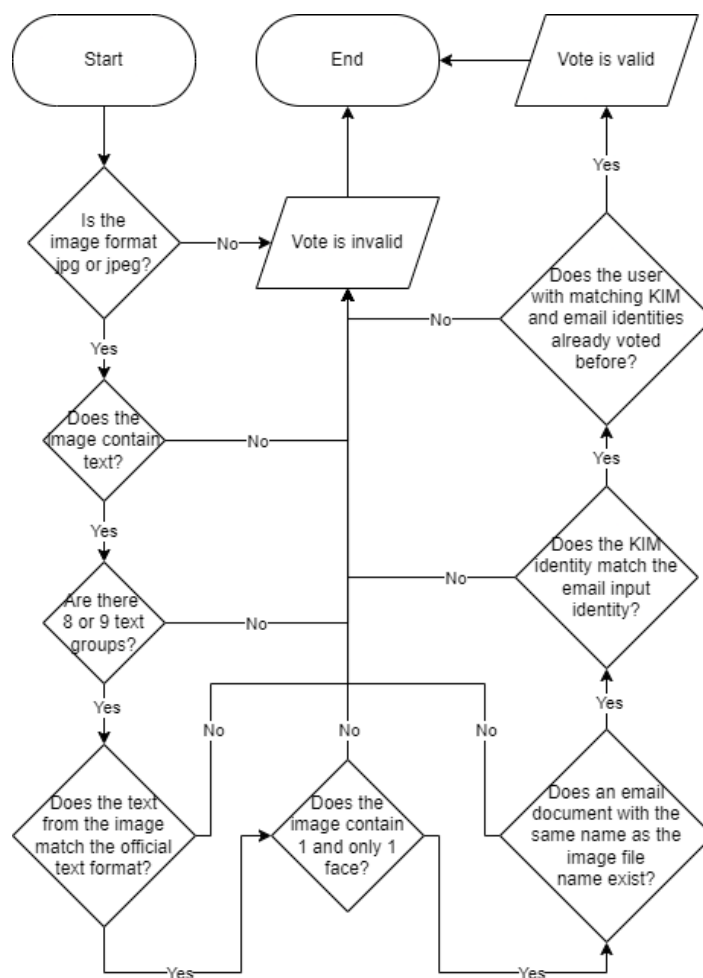 Start
End
Vote is valid
Is the
image format
jpg or jpeg?
No
Vote is invalid
Yes
Does the user
with matching KIM
and email identities
already voted
before?
No
Yes
Does the
image contain
text?
No
Yes
Yes
Does the KIM
identity match the
email input
identity?
No
Are there
8 or 9 text
groups?
No
Yes
Yes
No
No
No
Does the text
from the image
match the official
text format?
Does the
image contain
1 and only 1
face?
Does an email
document with the
same name as the
image file
name exist?
Yes
Yes